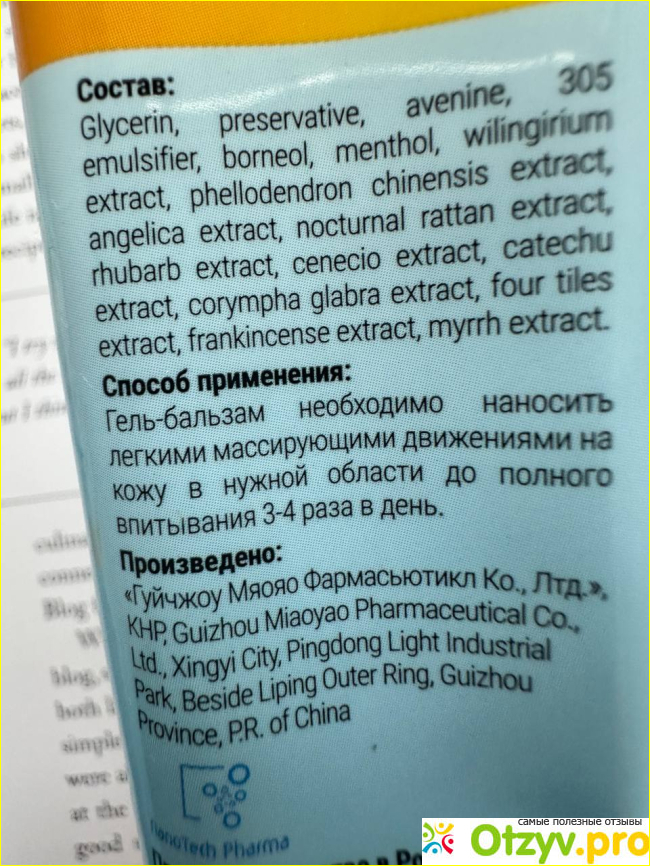 Состав:
Glycerin, preservative, avenine, 305
emulsifier, borneol, menthol, wilingirium
extract, phellodendron chinensis extract,
angelica extract, nocturnal rattan extract,
rhubarb extract, cenecio extract, catechu
extract, corympha glabra extract, four tiles
extract, frankincense extract, myrrh extract.
Способ применения:
Гель-бальзам необходимо наносить
легкими массирующими движениями на
кожу в нужной области до полного
впитывания 3-4 раза в день.
Произведено:
«Гуйчжоу Мяояо Фармасьютикл Ко., Лтд.»,
КНР, Guizhou Miaoyao Pharmaceutical Co.,
Ltd., Xingyi City, Pingdong Light Industrial
Park, Beside Liping Outer Ring, Guizhou
Province, P.R. of China
NanoTech Pharma
самые полезные отзывы
Otzyv.pro